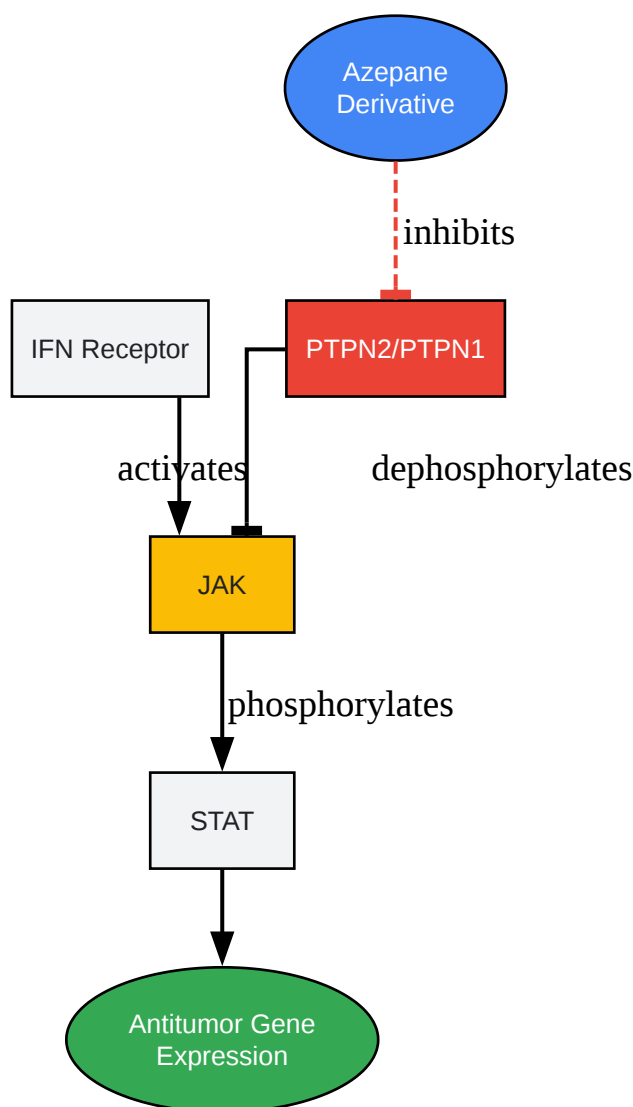 Azepane
Derivative
inhibits
IFN Receptor
PTPN2/PTPN1
activates
dephosphorylates
JAK
phosphorylates
STAT
Antitumor Gene
Expression